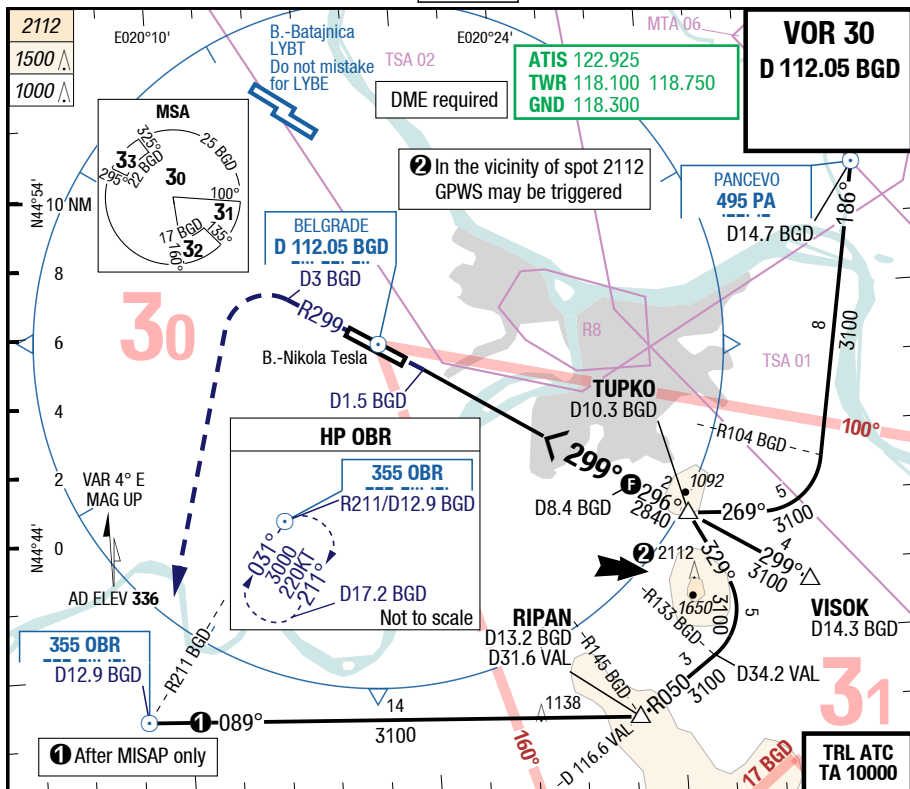 2112
1500
1000
E020°10'
B.-Batajnica
LYBT
Do not mistake
for LYBE
TSA 02
E020°24'
MTA 06
DME required
ATIS 122.925
TWR 118.100 118.750
GND 118.300
VOR 30
D 112.05 BGD
MSA
325°
33
295°
22 BGD
30
25 BGD
100°
31
135°
17 BGD
32
160°
❷ In the vicinity of spot 2112
GPWS may be triggered
PANCEVO
495 PA
D14.7 BGD
186°
N44°54'
10 NM
8
6
4
2
0
N44°44'
BELGRADE
D 112.05 BGD
D3 BGD
R299
30
B.-Nikola Tesla
D1.5 BGD
R8
TSA 01
8
3100
TUPKO
D10.3 BGD
R104 BGD
100°
HP OBR
355 OBR
R211/D12.9 BGD
031°
3000
220KT
211°
D17.2 BGD
Not to scale
299°
F
D8.4 BGD
296°
2840
2
1092
269°
5
3100
4
299°
3100
VISOK
D14.3 BGD
329°
3100
5
VAR 4° E
MAG UP
AD ELEV 336
❷ 2112
1650
R133 BGD
RIPAN
D13.2 BGD
D31.6 VAL
R145 BGD
3
R050
3100
D34.2 VAL
31
355 OBR
D12.9 BGD
R211 BGD
❶ 089°
14
3100
1138
D 116.6 VAL
160°
17 BGD
❶ After MISAP only
TRL ATC
TA 10000